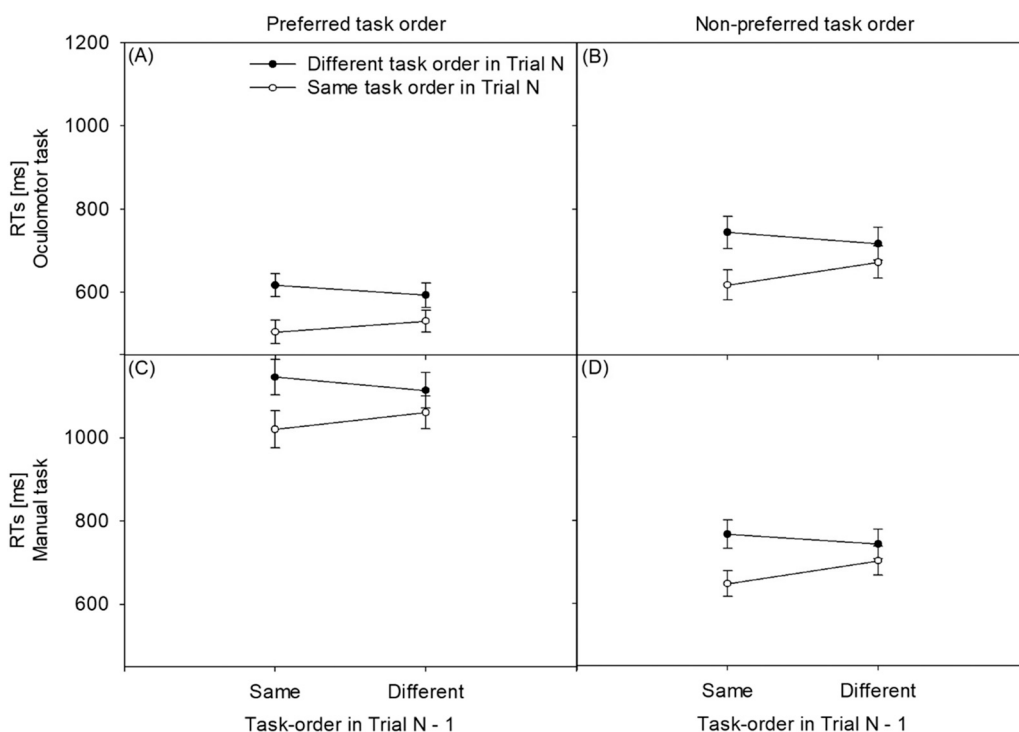 Preferred task order
Non-preferred task order
(A)
(B)
Different task order in Trial N
Same task order in Trial N
1200
1000
800
600
RTs [ms]
Oculomotor task
(C)
(D)
1000
800
600
RTs [ms]
Manual task
Same
Different
Same
Different
Task-order in Trial N - 1
Task-order in Trial N - 1